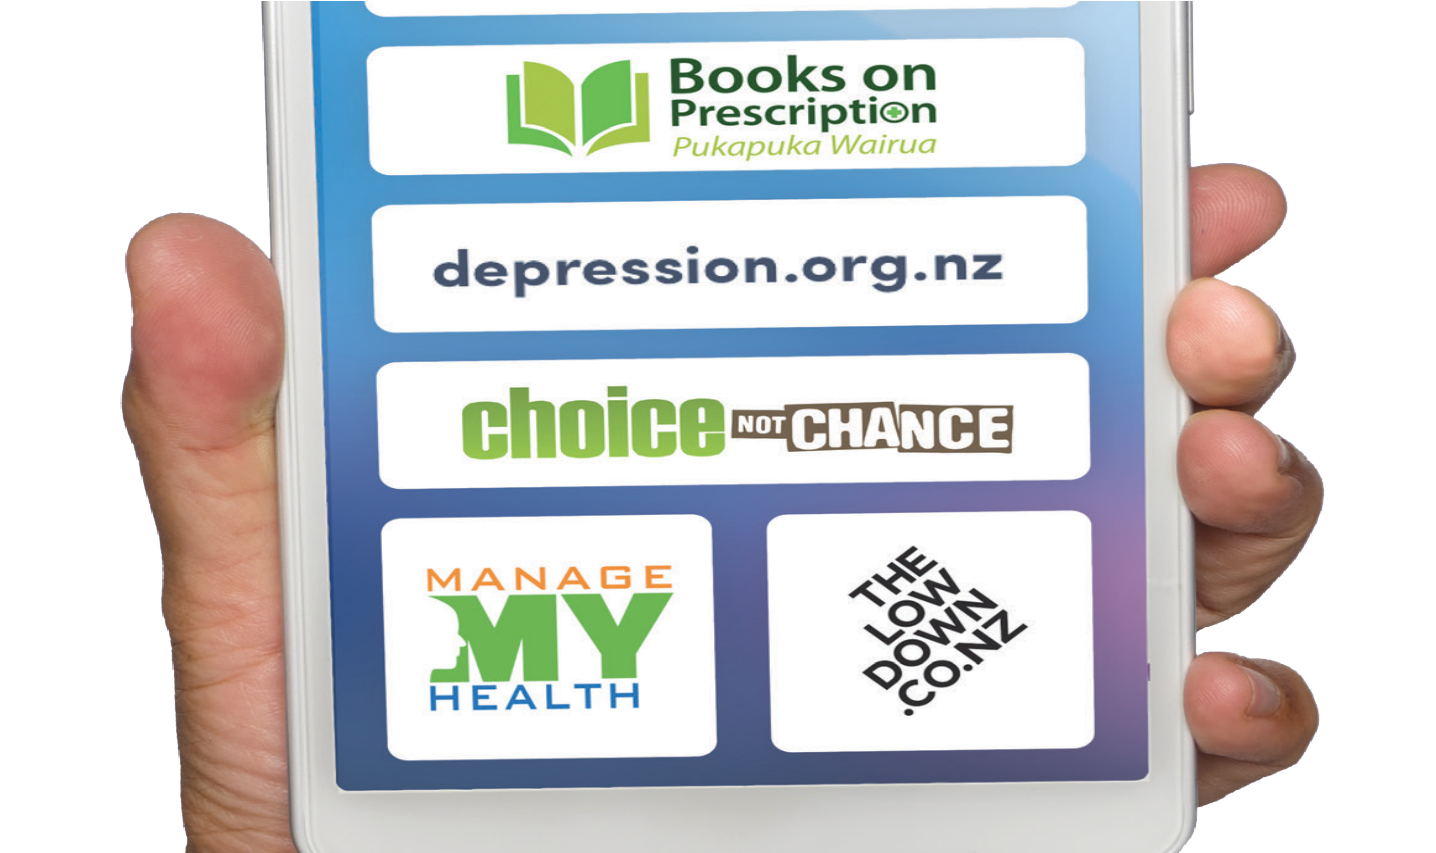 Books on
Prescription
Pukapuka Wairua
depression.org.nz
choice NOT CHANCE
MANAGE
MY
HEALTH
THE
LOW
DOWN
.CO.NZ